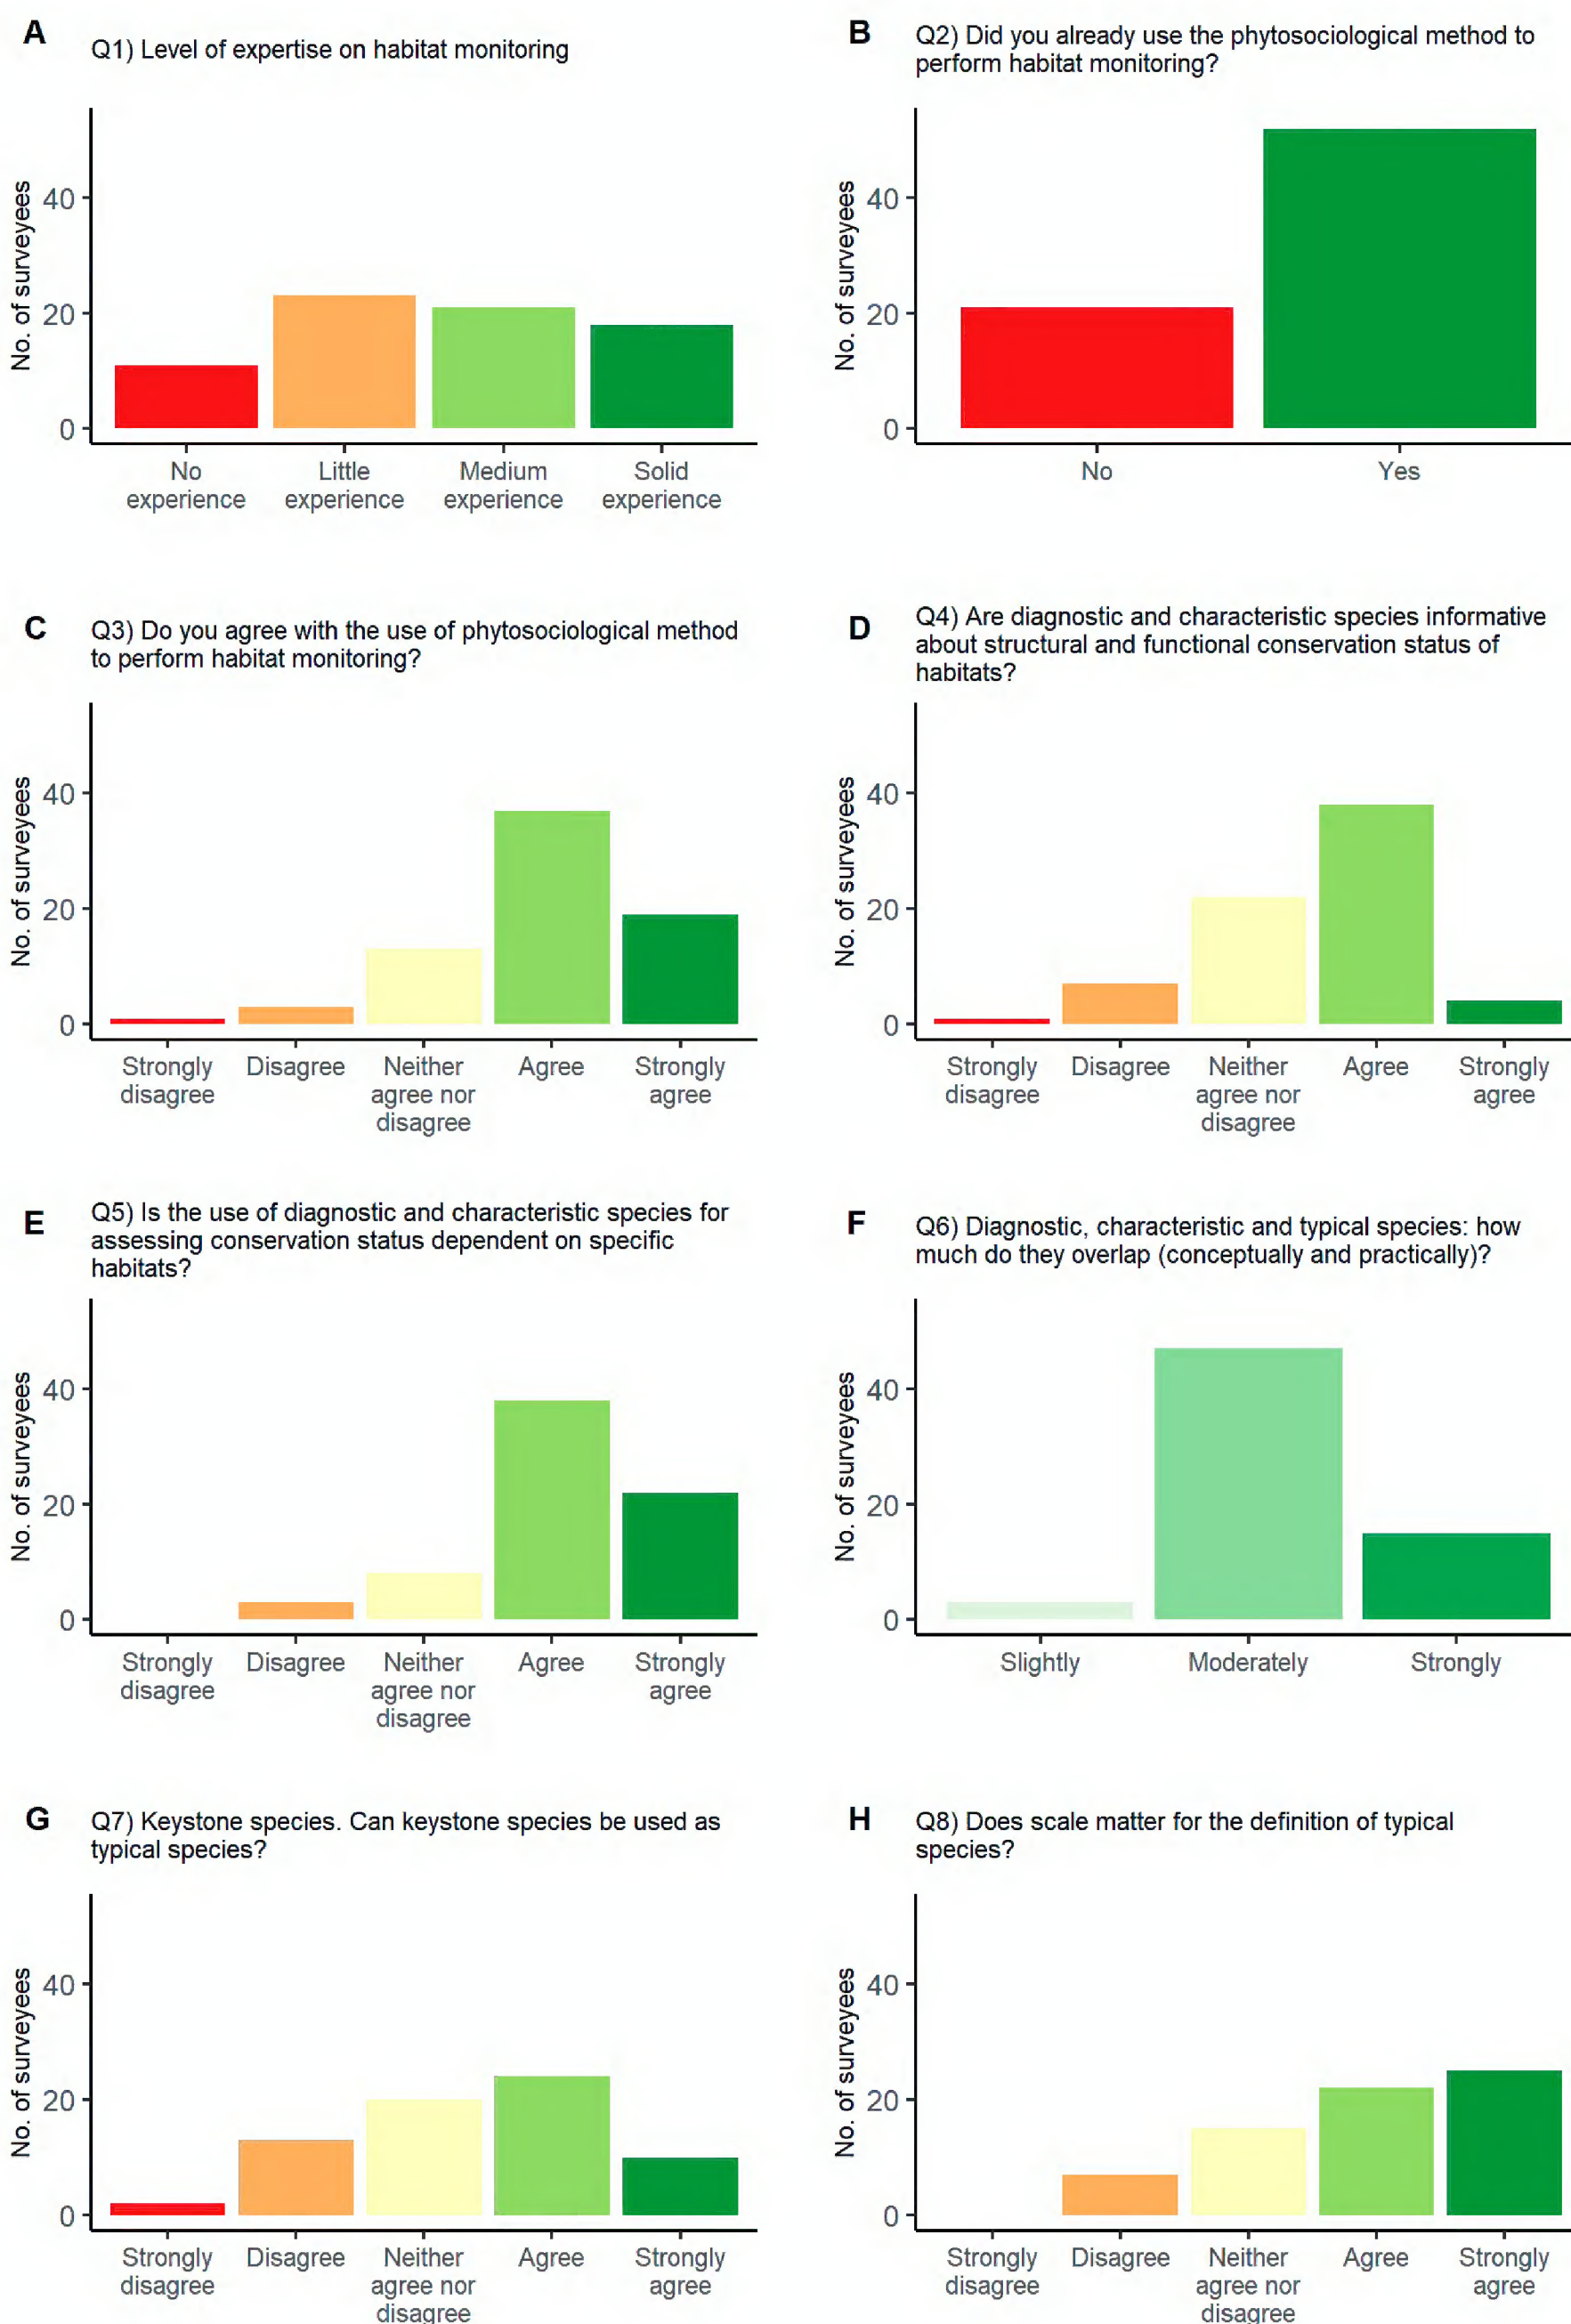 A
Q1) Level of expertise on habitat monitoring
No. of surveyees
40
20
0
No
experience
Little
experience
Medium
experience
Solid
experience
B
Q2) Did you already use the phytosociological method to
perform habitat monitoring?
No. of surveyees
40
20
0
No
Yes
C
Q3) Do you agree with the use of phytosociological method
to perform habitat monitoring?
No. of surveyees
40
20
0
Strongly
disagree
Disagree
Neither
agree nor
disagree
Agree
Strongly
agree
D
Q4) Are diagnostic and characteristic species informative
about structural and functional conservation status of
habitats?
No. of surveyees
40
20
0
Strongly
disagree
Disagree
Neither
agree nor
disagree
Agree
Strongly
agree
E
Q5) Is the use of diagnostic and characteristic species for
assessing conservation status dependent on specific
habitats?
No. of surveyees
40
20
0
Strongly
disagree
Disagree
Neither
agree nor
disagree
Agree
Strongly
agree
F
Q6) Diagnostic, characteristic and typical species: how
much do they overlap (conceptually and practically)?
No. of surveyees
40
20
0
Slightly
Moderately
Strongly
G
Q7) Keystone species. Can keystone species be used as
typical species?
No. of surveyees
40
20
0
Strongly
disagree
Disagree
Neither
agree nor
disagree
Agree
Strongly
agree
H
Q8) Does scale matter for the definition of typical
species?
No. of surveyees
40
20
0
Strongly
disagree
Disagree
Neither
agree nor
disagree
Agree
Strongly
agree